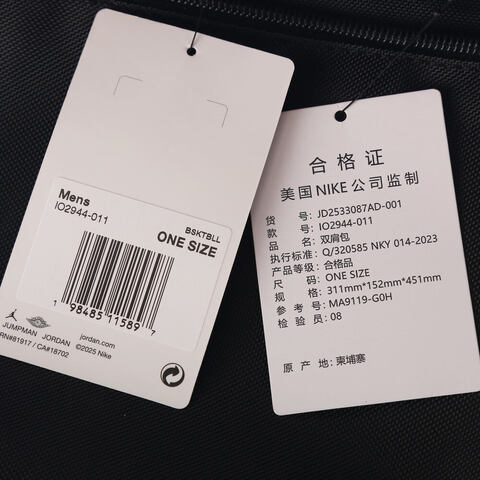 Mens
IO2944-011
BSKTBLL
ONE SIZE
1 98485 11589 7
JUMPMAN JORDAN
jordan.com
RN#81917 / CA#18702
©2025 Nike
合格证
美国NIKE公司监制
货 号: JD2533087AD-001
款 号: IO2944-011
品 名: 双肩包
执行标准: Q/320585 NKY 014-2023
产品等级: 合格品
尺 码: ONE SIZE
规 格: 311mm*152mm*451mm
参 考 号: MA9119-G0H
检 验 员: 08
原 产 地: 柬埔寨